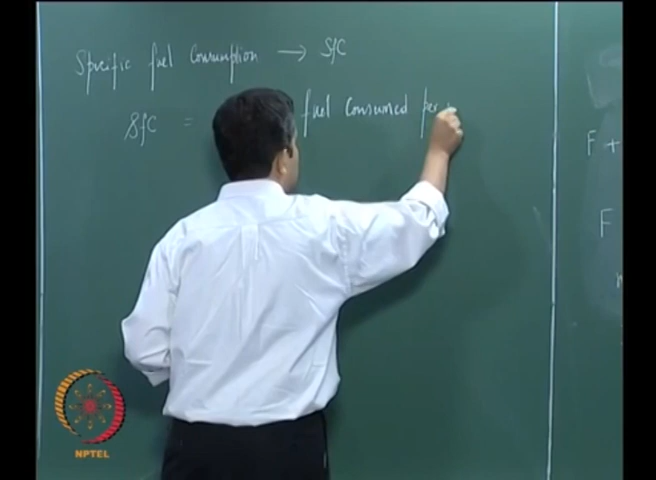 Specific fuel Consumption → SfC
SfC =
fuel Consumed per
F +
F
NPTEL